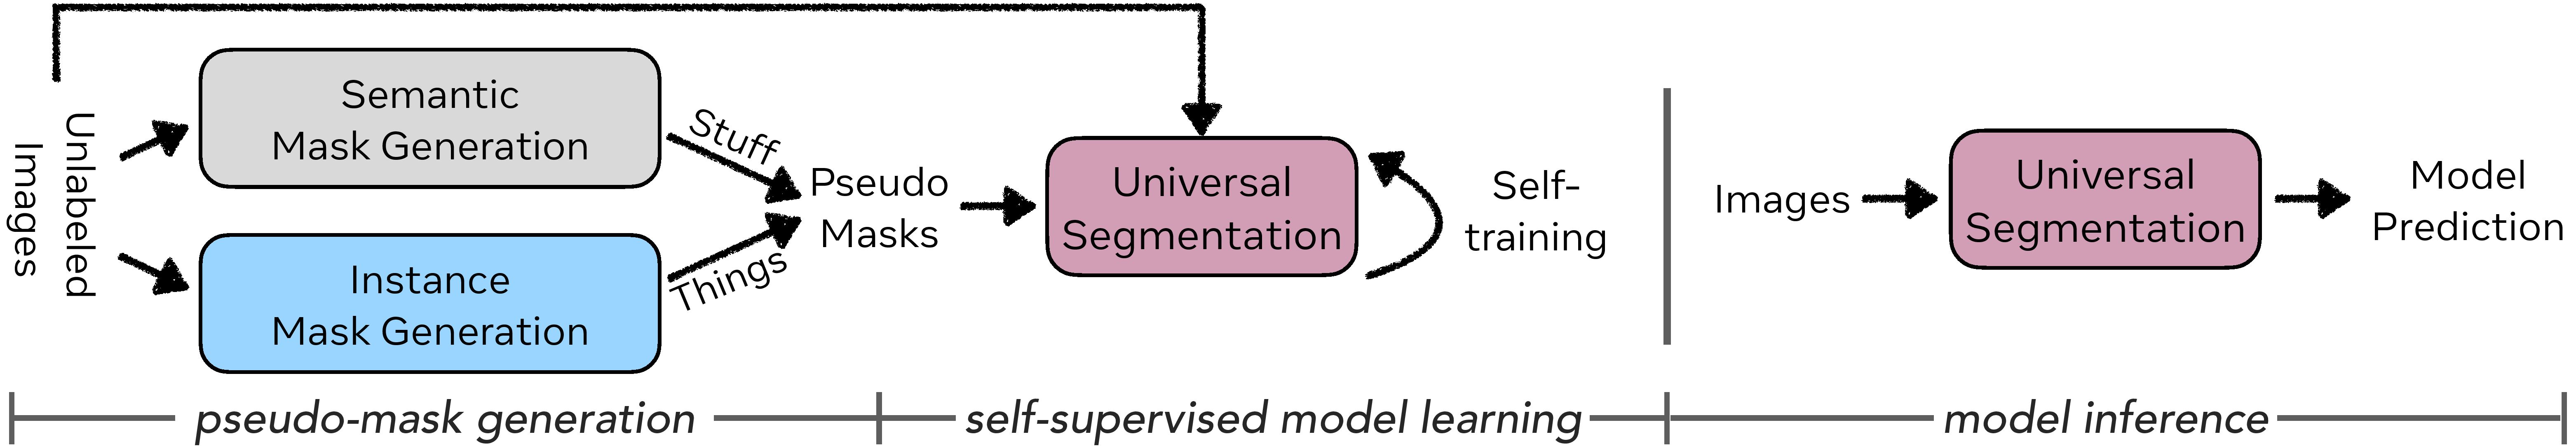 Unlabeled
Images
Semantic
Mask Generation
Instance
Mask Generation
Stuff
Things
Pseudo
Masks
Universal
Segmentation
Self-
training
Images
Universal
Segmentation
Model
Prediction
pseudo-mask generation
self-supervised model learning
model inference